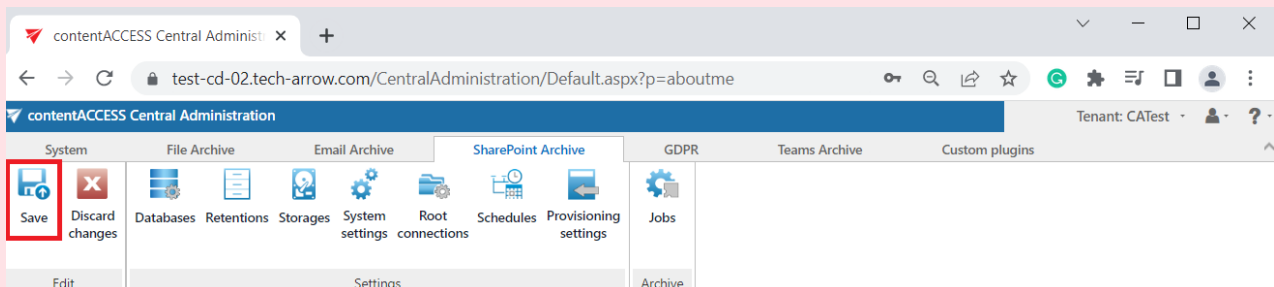 contentACCESS Central Administ
test-cd-02.tech-arrow.com/CentralAdministration/Default.aspx?p=aboutme
contentACCESS Central Administration
Tenant: CATest
System File Archive Email Archive SharePoint Archive GDPR Teams Archive Custom plugins
Save Discard changes Databases Retentions Storages System settings Root connections Schedules Provisioning settings Jobs
Edit Settings Archive